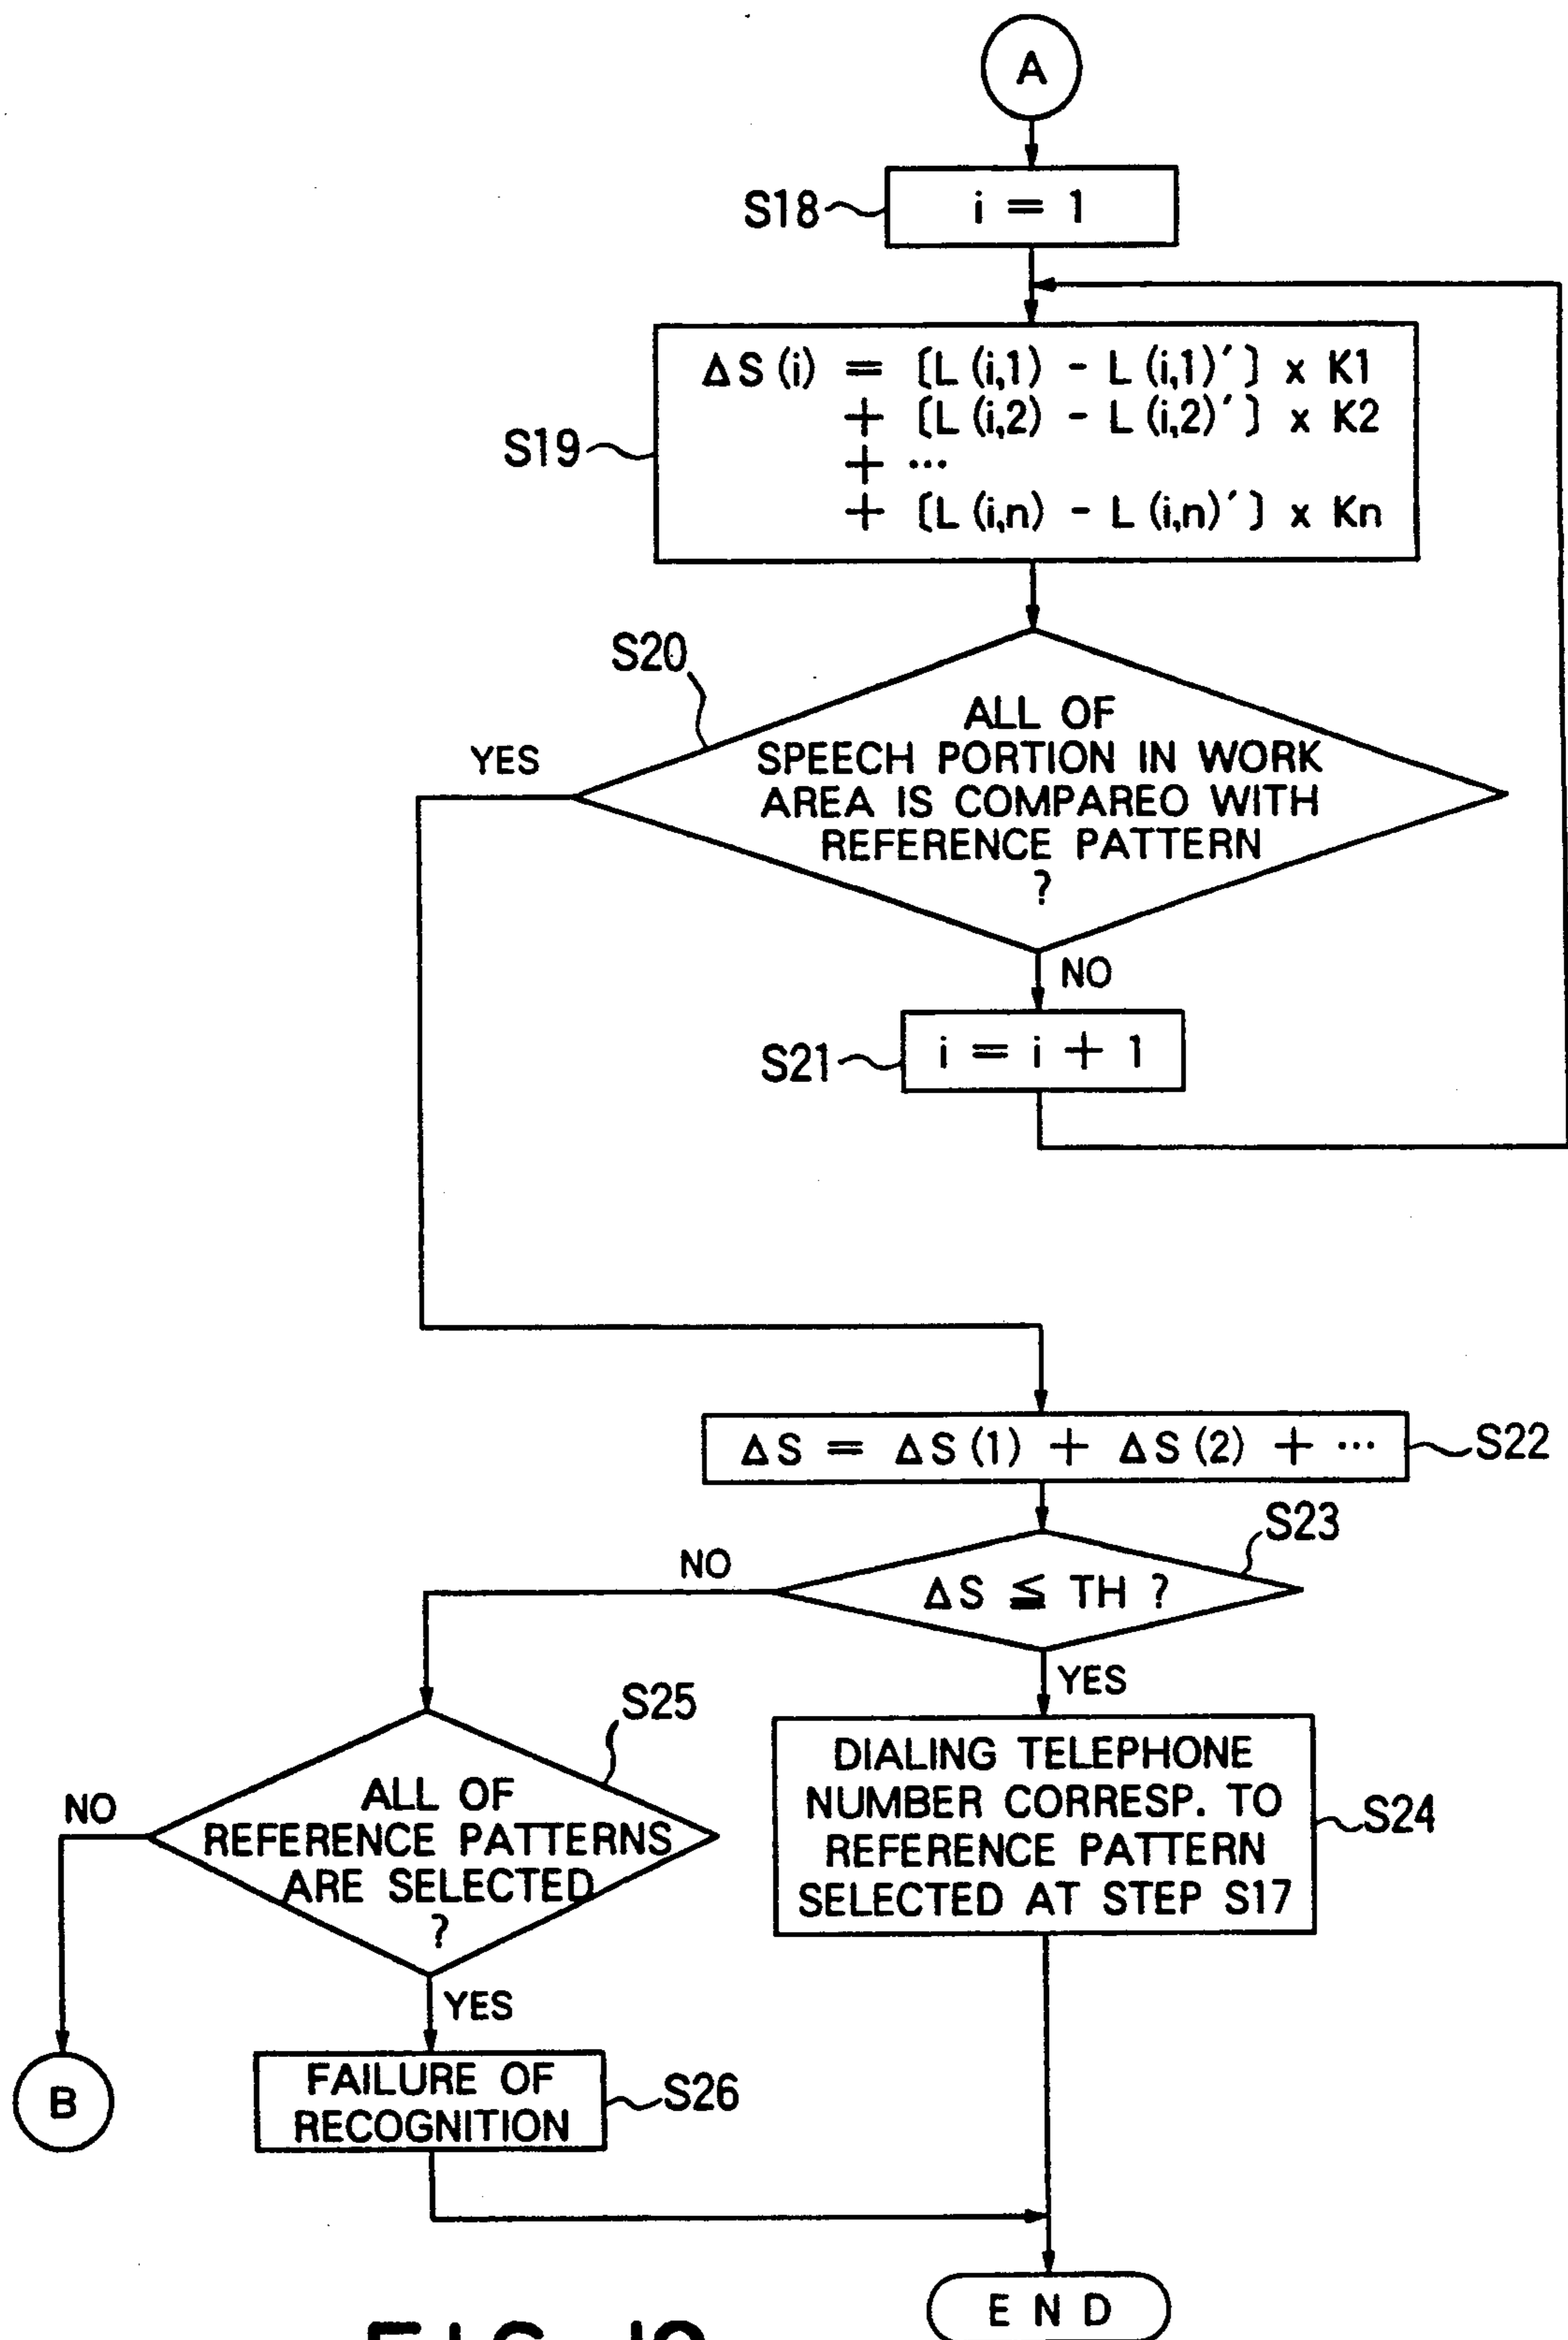 A
S18
i = 1
S19
ΔS(i) = [L(i,1) - L(i,1)′] x K1
+ [L(i,2) - L(i,2)′] x K2
+ ...
+ [L(i,n) - L(i,n)′] x Kn
S20
ALL OF
SPEECH PORTION IN WORK
AREA IS COMPAREO WITH
REFERENCE PATTERN
?
YES
NO
S21
i = i + 1
ΔS = ΔS(1) + ΔS(2) + ...
S22
S23
ΔS ≦ TH ?
NO
YES
S25
ALL OF
REFERENCE PATTERNS
ARE SELECTED
?
NO
YES
DIALING TELEPHONE
NUMBER CORRESP. TO
REFERENCE PATTERN
SELECTED AT STEP S17
S24
B
FAILURE OF
RECOGNITION
S26
END
FIG.